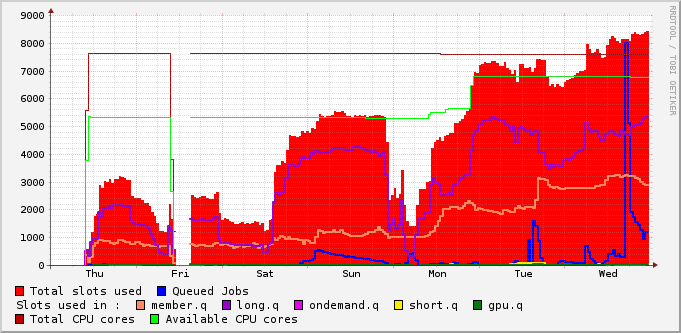 9000
8000
7000
6000
5000
4000
3000
2000
1000
0
Thu Fri Sat Sun Mon Tue Wed
RRDTOOL / TOBI OETIKER
Total slots used Queued Jobs
Slots used in : member.q long.q ondemand.q short.q gpu.q
Total CPU cores Available CPU cores